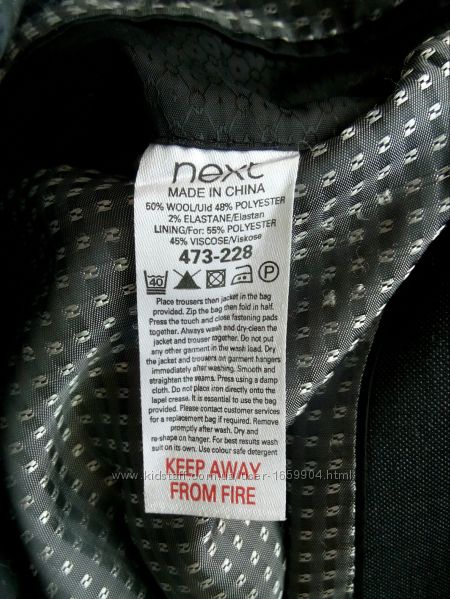 next
MADE IN CHINA
50% WOOL/Uld 48% POLYESTER
2% ELASTANE/Elastan
LINING/For: 55% POLYESTER
45% VISCOSE/Viskose
473-228
40 P
Place trousers then jacket in the bag
provided. Zip the bag then fold in half.
Press the touch and close fastening pads
together. Always wash and dry-clean the
jacket and trouser together. Do not put
any other garment in the wash load. Dry
the jacket and trousers on garment hangers
immediately after washing. Smooth and
straighten the seams. Press using a damp
cloth. Do not place iron directly onto the
lapel crease. It is essential to use the bag
provided. Please contact customer services
for a replacement bag if required. Remove
promptly after wash. Dry and
re-shape on hanger. For best results wash
suit on its own. Use colour safe detergent
KEEP AWAY
FROM FIRE